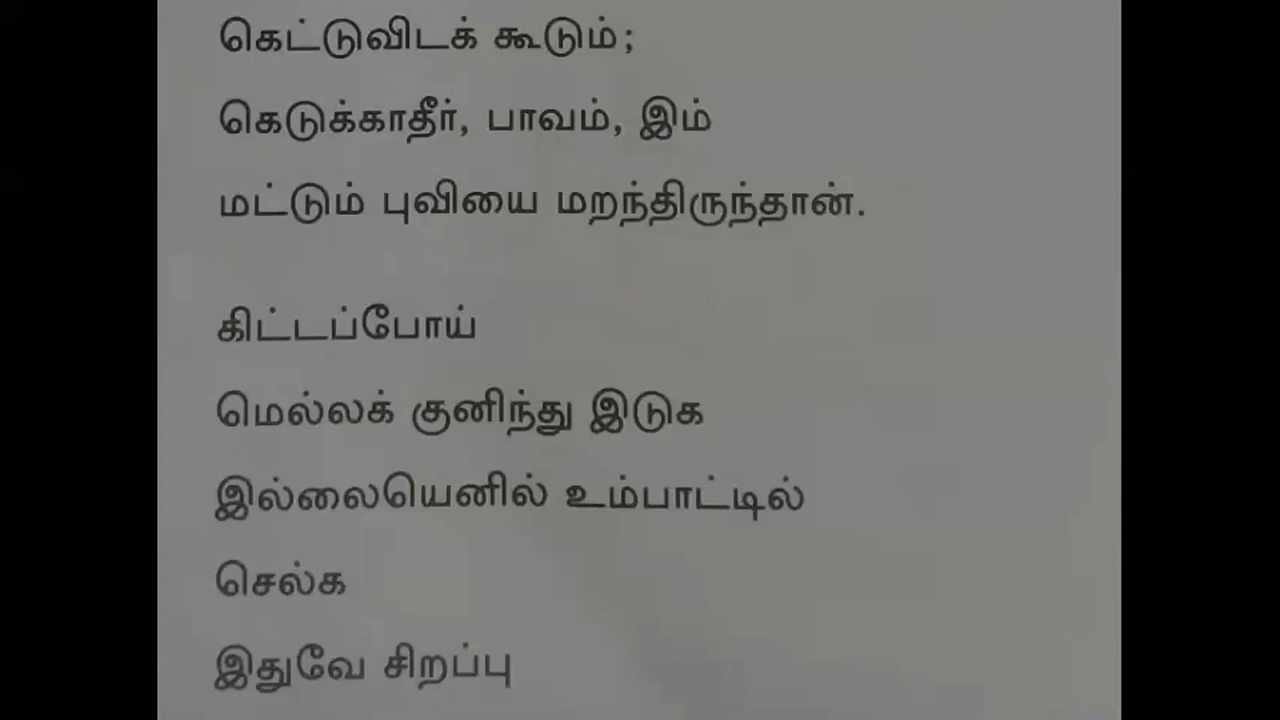 கெட்டுவிடக் கூடும்;
கெடுக்காதீர், பாவம், இம்
மட்டும் புவியை மறந்திருந்தான்.
கிட்டப்போய்
மெல்லக் குனிந்து இடுக
இல்லையெனில் உம்பாட்டில்
செல்க
இதுவே சிறப்பு